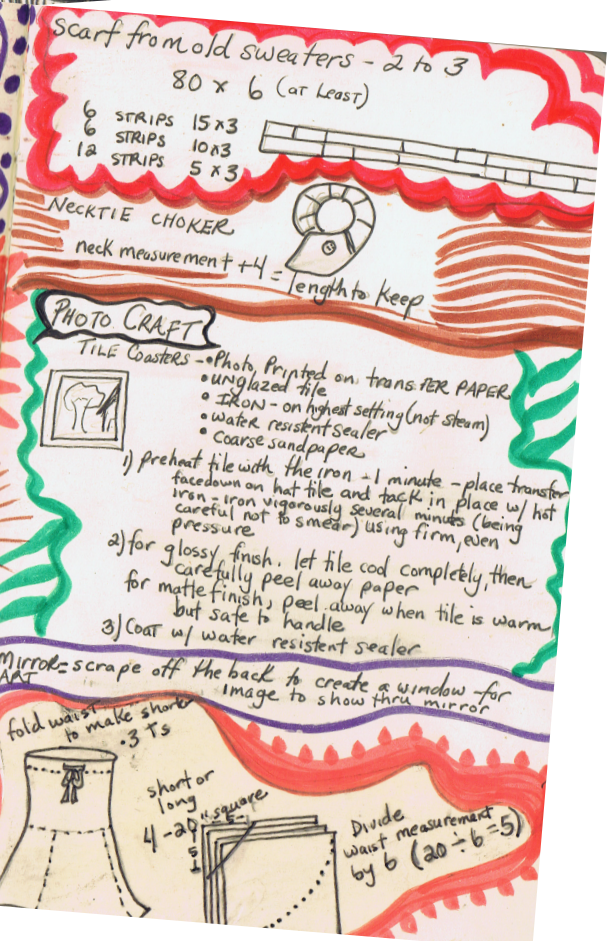 scarf from old sweaters - 2 to 3
80 x 6 (at Least)
6 STRIPS 15x3
6 STRIPS 10x3
12 STRIPS 5x3
NECKTIE CHOKER
neck measurement +4 = length to keep
PHOTO CRAFT
TILE COASTERS - • Photo, Printed on transFER PAPER
• UNglazed tile
• IRON - on highest setting (not steam)
• water resistent sealer
• Coarse sandpaper
1) preheat tile with the iron - 1 minute - place transfer
facedown on hot tile and tack in place w/ hot
iron - iron vigorously several minutes (being
careful not to smear) using firm, even
pressure
2) for glossy finish. let tile cool completely, then
carefully peel away paper
for matte finish, peel away when tile is warm
but safe to handle
3) Coat w/ water resistent sealer
Mirror = scrape off the back to create a window - for
ART image to show thru mirror
fold waist to make short
• 3 Ts
short or
long
4 - 20" square
5
5
1
Divide
waist measurement
by 6 (20 ÷ 6 = 5)